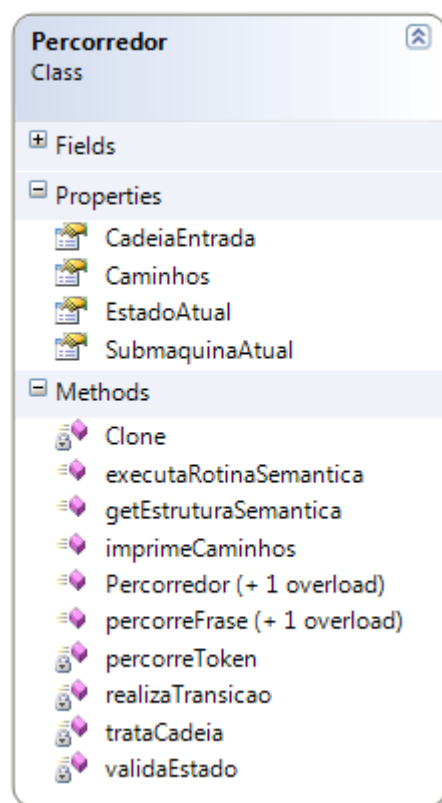 Percorredor
Class
Fields
Properties
CadeiaEntrada
Caminhos
EstadoAtual
SubmaquinaAtual
Methods
Clone
executaRotinaSemantica
getEstruturaSemantica
imprimeCaminhos
Percorredor (+ 1 overload)
percorreFrase (+ 1 overload)
percorreToken
realizaTransicao
trataCadeia
validaEstado